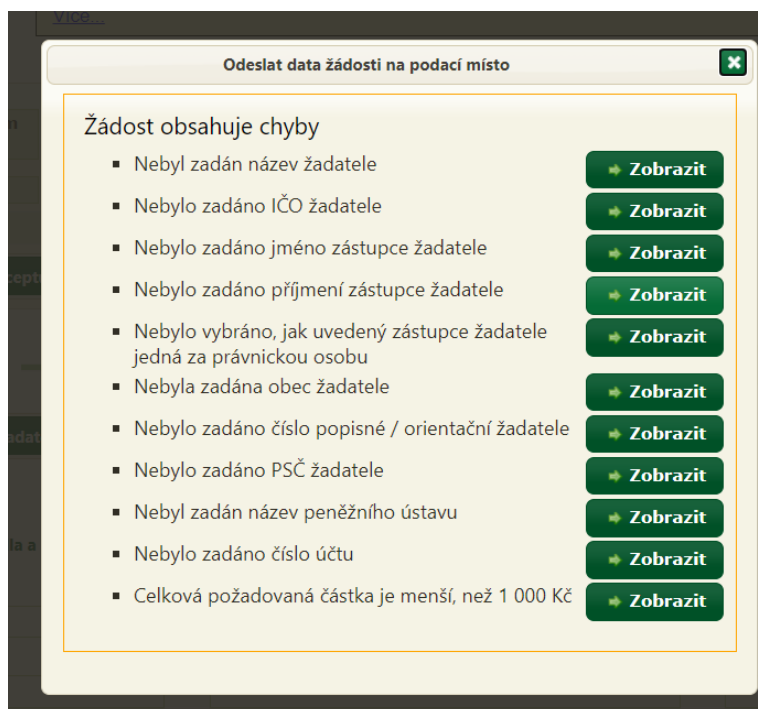 Více...
Odeslat data žádosti na podací místo
Žádost obsahuje chyby
Nebyl zadán název žadatele
Zobrazit
Nebylo zadáno IČO žadatele
Zobrazit
Nebylo zadáno jméno zástupce žadatele
Zobrazit
Nebylo zadáno příjmení zástupce žadatele
Zobrazit
Nebylo vybráno, jak uvedený zástupce žadatele
jedná za právnickou osobu
Zobrazit
Nebyla zadána obec žadatele
Zobrazit
Nebylo zadáno číslo popisné / orientační žadatele
Zobrazit
Nebylo zadáno PSČ žadatele
Zobrazit
Nebyl zadán název peněžního ústavu
Zobrazit
Nebylo zadáno číslo účtu
Zobrazit
Celková požadovaná částka je menší, než 1 000 Kč
Zobrazit